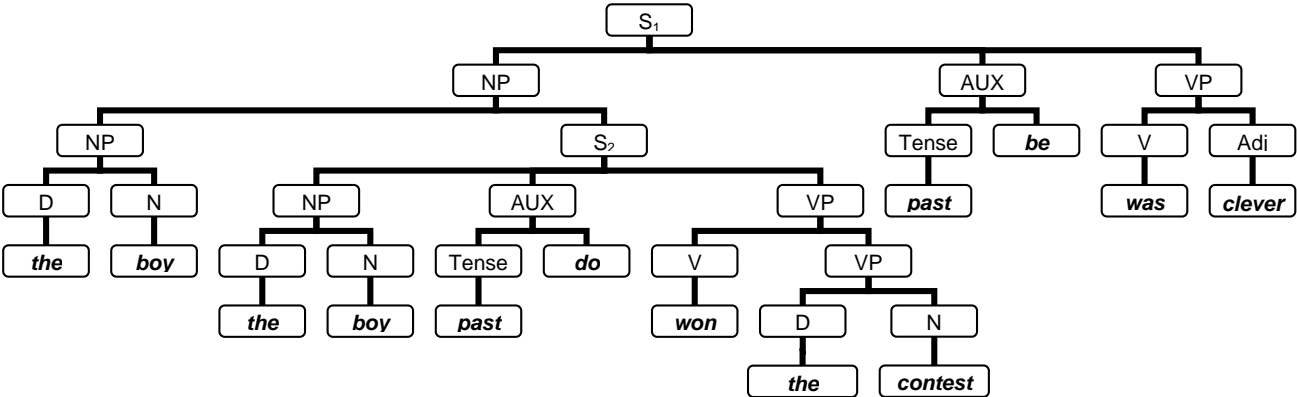 S₁
NP AUX VP
NP S₂ Tense be V Adj
D N NP AUX VP past was clever
the boy D N Tense do V VP
the boy past won D N
the contest